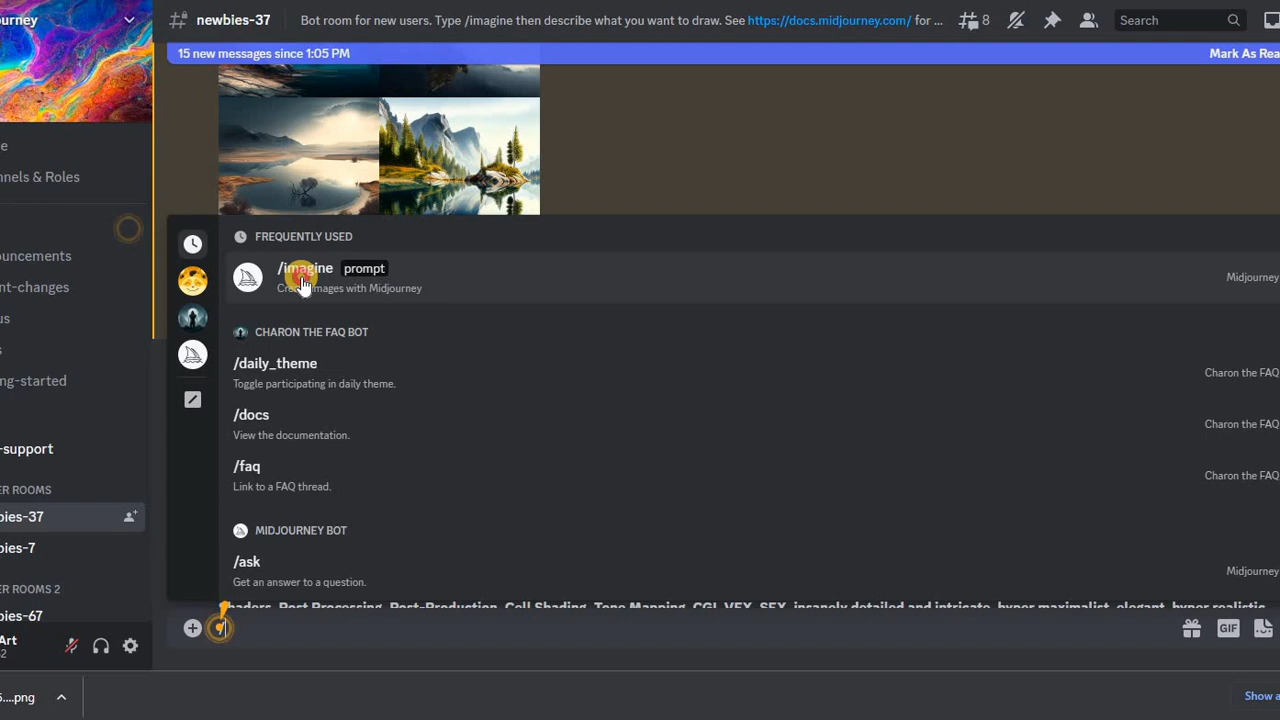 urney
newbies-37
Bot room for new users. Type /imagine then describe what you want to draw. See https://docs.midjourney.com/ for ...
8
Search
15 new messages since 1:05 PM
Mark As Rea
e
nnels & Roles
ouncements
nt-changes
us
s
ng-started
-support
ER ROOMS
bies-37
bies-7
ER ROOMS 2
bies-67
Art
2
FREQUENTLY USED
/imagine prompt
Create images with Midjourney
Midjourney
CHARON THE FAQ BOT
/daily_theme
Toggle participating in daily theme.
Charon the FAQ
/docs
View the documentation.
Charon the FAQ
/faq
Link to a FAQ thread.
Charon the FAQ
MIDJOURNEY BOT
/ask
Get an answer to a question.
Midjourney
Shaders, Post Processing, Post-Production, Cell Shading, Tone Mapping, CGI, VFX, SFX, insanely detailed and intricate, hyper maximalist, elegant, hyper realistic,
/
GIF
5....png
Show a